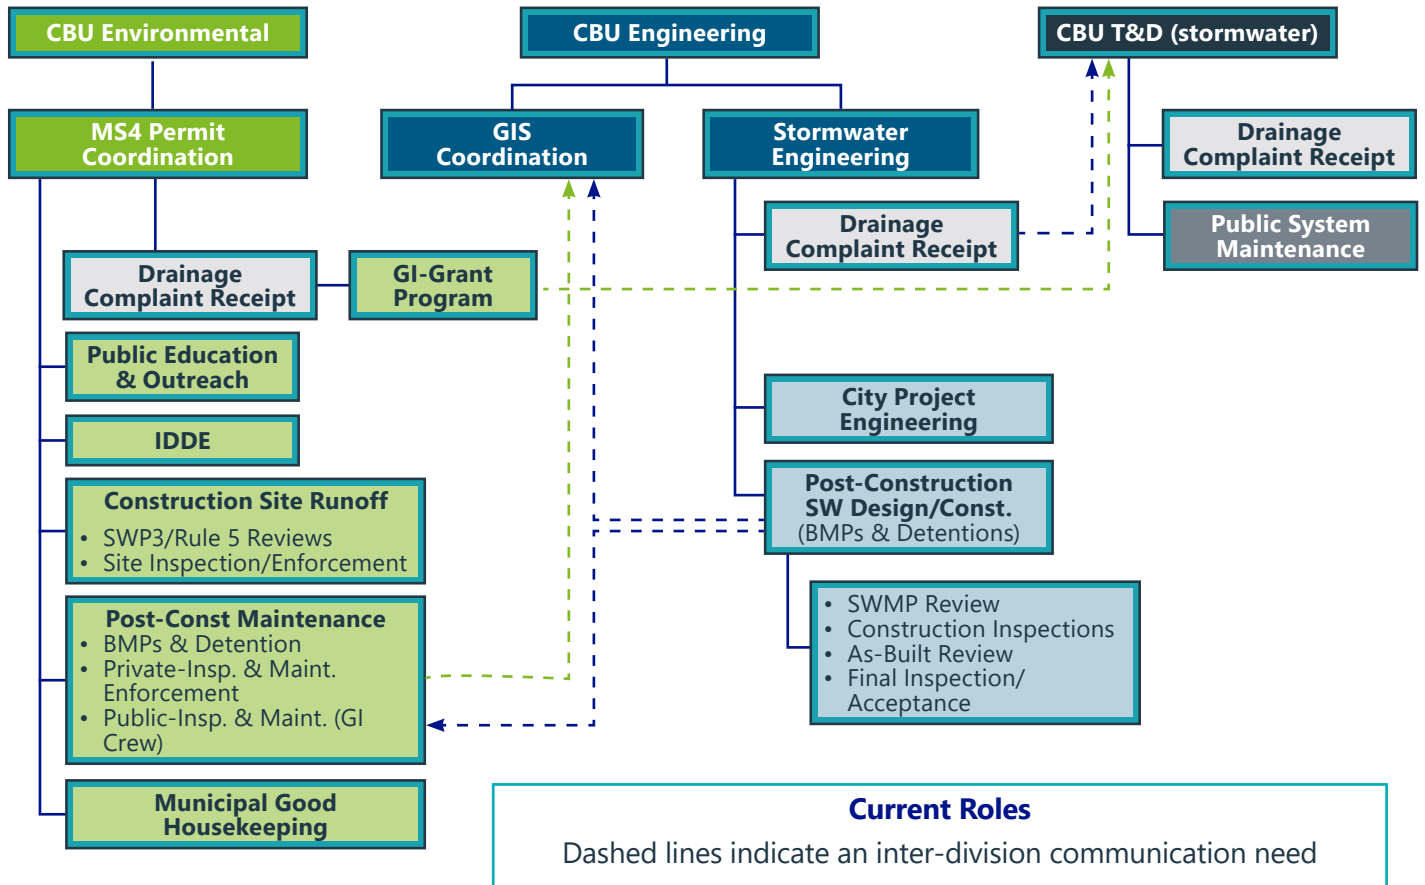 CBU Environmental
CBU Engineering
CBU T&D (stormwater)
MS4 Permit
Coordination
GIS
Coordination
Stormwater
Engineering
Drainage
Complaint Receipt
Public System
Maintenance
Drainage
Complaint Receipt
Drainage
Complaint Receipt
GI-Grant
Program
Public Education
& Outreach
IDDE
Construction Site Runoff
• SWP3/Rule 5 Reviews
• Site Inspection/Enforcement
Post-Const Maintenance
• BMPs & Detention
• Private-Insp. & Maint.
Enforcement
• Public-Insp. & Maint. (GI
Crew)
Municipal Good
Housekeeping
City Project
Engineering
Post-Construction
SW Design/Const.
(BMPs & Detentions)
• SWMP Review
• Construction Inspections
• As-Built Review
• Final Inspection/
Acceptance
Current Roles
Dashed lines indicate an inter-division communication need